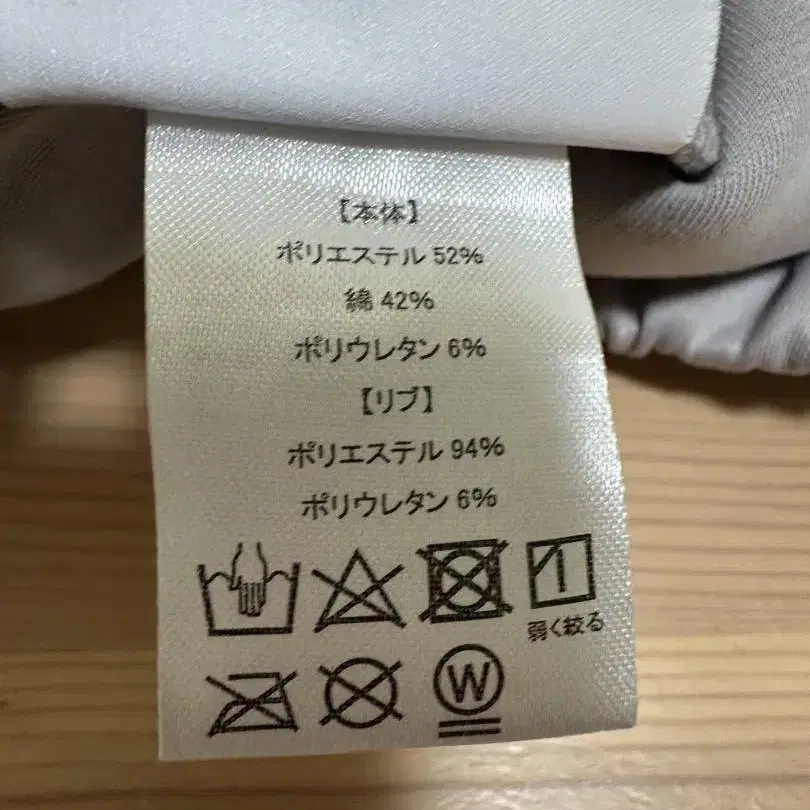 【本体】
ポリエステル 52%
綿 42%
ポリウレタン 6%
【リブ】
ポリエステル 94%
ポリウレタン 6%
弱く絞る
W